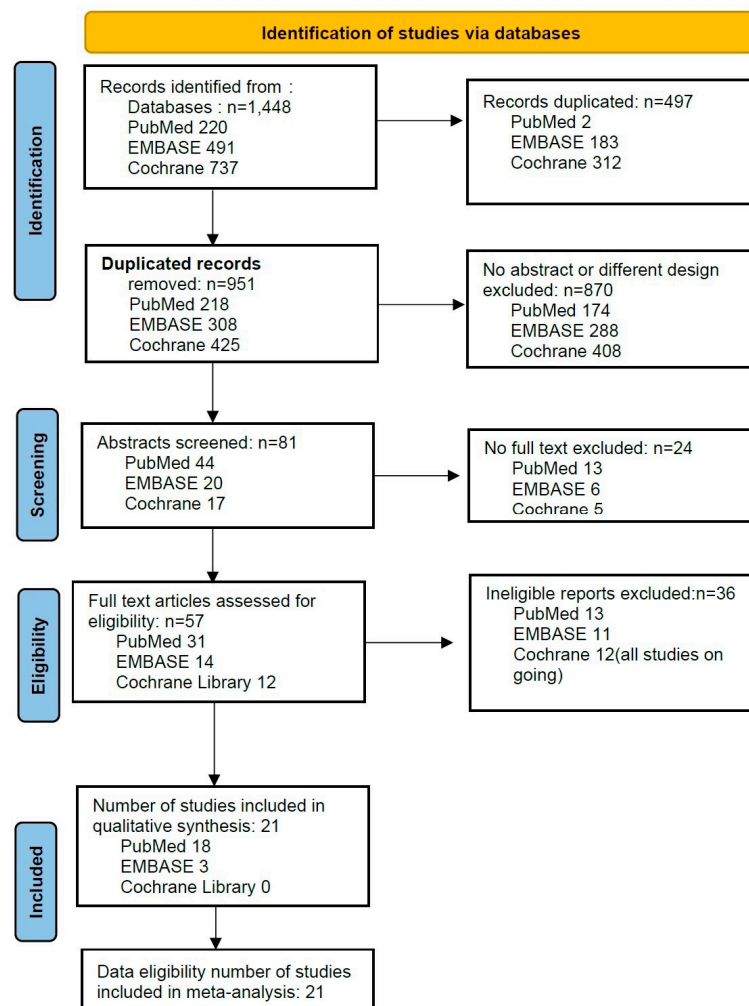 Identification of studies via databases
Identification
Records identified from :
Databases : n=1,448
PubMed 220
EMBASE 491
Cochrane 737
Records duplicated: n=497
PubMed 2
EMBASE 183
Cochrane 312
Duplicated records
removed: n=951
PubMed 218
EMBASE 308
Cochrane 425
No abstract or different design
excluded: n=870
PubMed 174
EMBASE 288
Cochrane 408
Screening
Abstracts screened: n=81
PubMed 44
EMBASE 20
Cochrane 17
No full text excluded: n=24
PubMed 13
EMBASE 6
Cochrane 5
Eligibility
Full text articles assessed for
eligibility: n=57
PubMed 31
EMBASE 14
Cochrane Library 12
Ineligible reports excluded:n=36
PubMed 13
EMBASE 11
Cochrane 12(all studies on
going)
Included
Number of studies included in
qualitative synthesis: 21
PubMed 18
EMBASE 3
Cochrane Library 0
Data eligibility number of studies
included in meta-analysis: 21